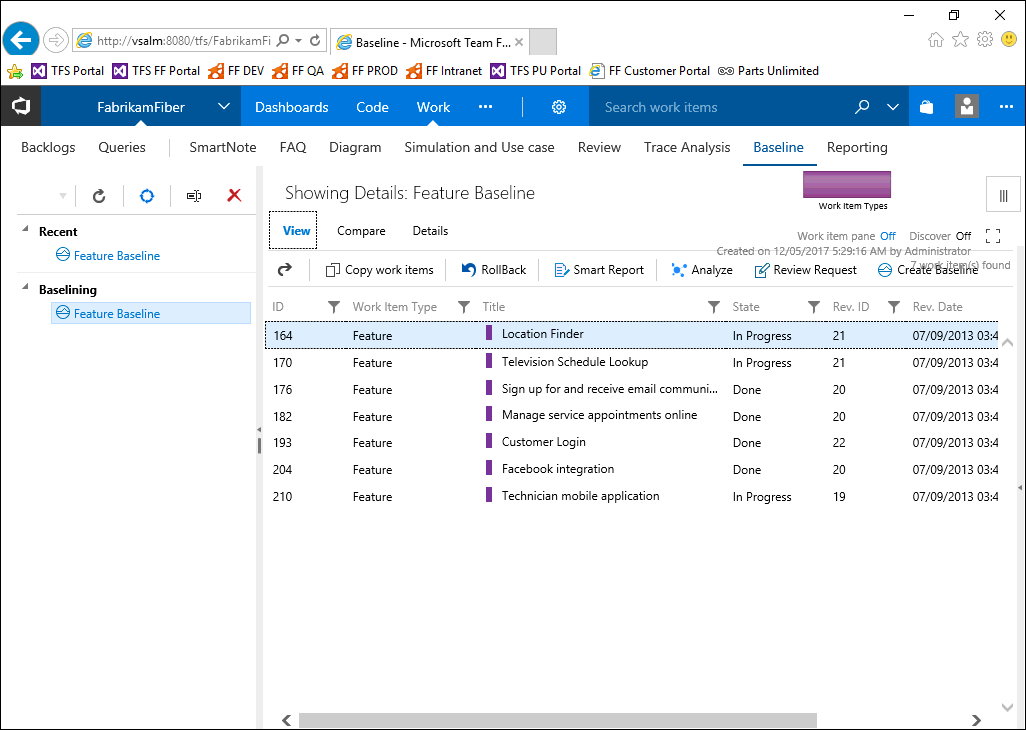 http://vsalm:8080/tfs/FabrikamFi
Baseline - Microsoft Team F...
TFS Portal
TFS FF Portal
FF DEV
FF QA
FF PROD
FF Intranet
TFS PU Portal
FF Customer Portal
Parts Unlimited
FabrikamFiber
Dashboards
Code
Work
Search work items
Backlogs
Queries
SmartNote
FAQ
Diagram
Simulation and Use case
Review
Trace Analysis
Baseline
Reporting
Recent
Feature Baseline
Baselining
Feature Baseline
Showing Details: Feature Baseline
Work Item Types
View
Compare
Details
Work item pane Off
Discover Off
Created on 12/05/2017 5:29:16 AM by Administrator
7 work item(s) found
Copy work items
RollBack
Smart Report
Analyze
Review Request
Create Baseline
ID Work Item Type Title State Rev. ID Rev. Date
164 Feature Location Finder In Progress 21 07/09/2013 03:4
170 Feature Television Schedule Lookup In Progress 21 07/09/2013 03:4
176 Feature Sign up for and receive email communi... Done 20 07/09/2013 03:4
182 Feature Manage service appointments online Done 20 07/09/2013 03:4
193 Feature Customer Login Done 22 07/09/2013 03:4
204 Feature Facebook integration Done 20 07/09/2013 03:4
210 Feature Technician mobile application In Progress 19 07/09/2013 03:4